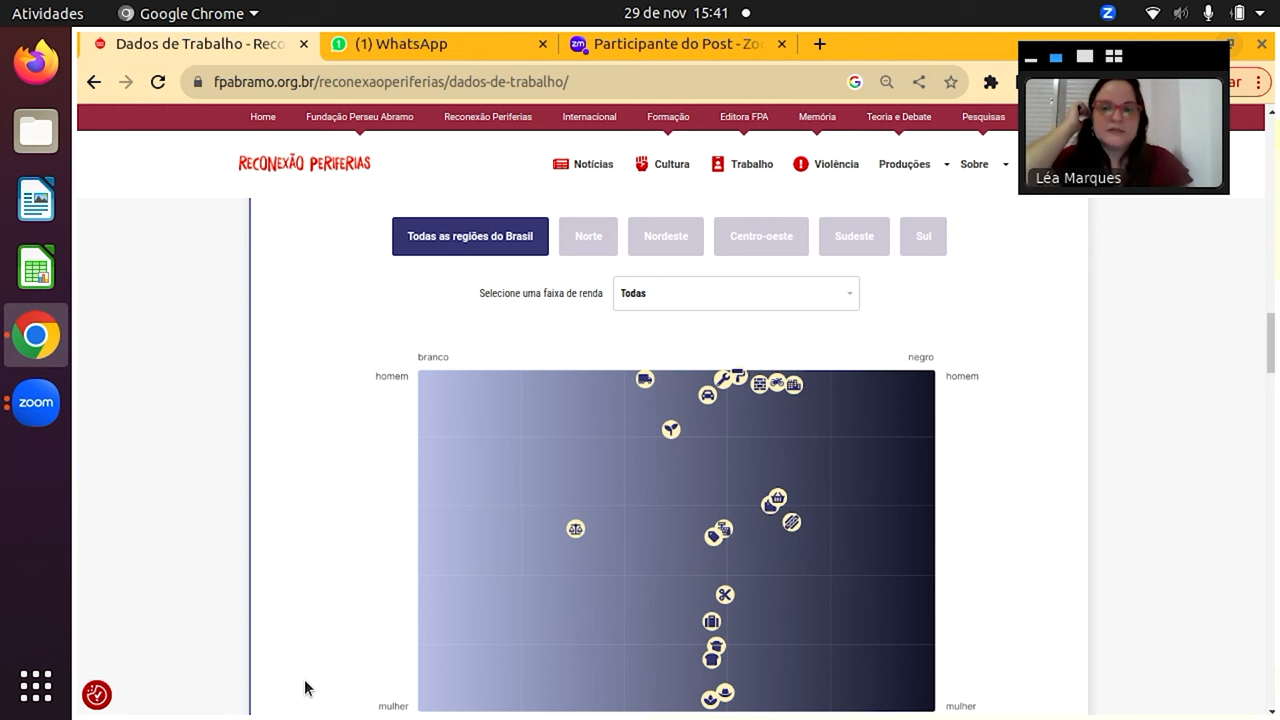 Atividades
Google Chrome
29 de nov 15:41
Dados de Trabalho - Reco
(1) WhatsApp
Participante do Post - Zoo
fpabramo.org.br/reconexaoperiferias/dados-de-trabalho/
ar
Home
Fundação Perseu Abramo
Reconexão Periferias
Internacional
Formação
Editora FPA
Memória
Teoria e Debate
Pesquisas
RECONEXÃO PERIFERIAS
Notícias
Cultura
Trabalho
Violência
Produções
Sobre
Léa Marques
Todas as regiões do Brasil
Norte
Nordeste
Centro-oeste
Sudeste
Sul
Selecione uma faixa de renda
Todas
branco
negro
homem
homem
mulher
mulher
zoom